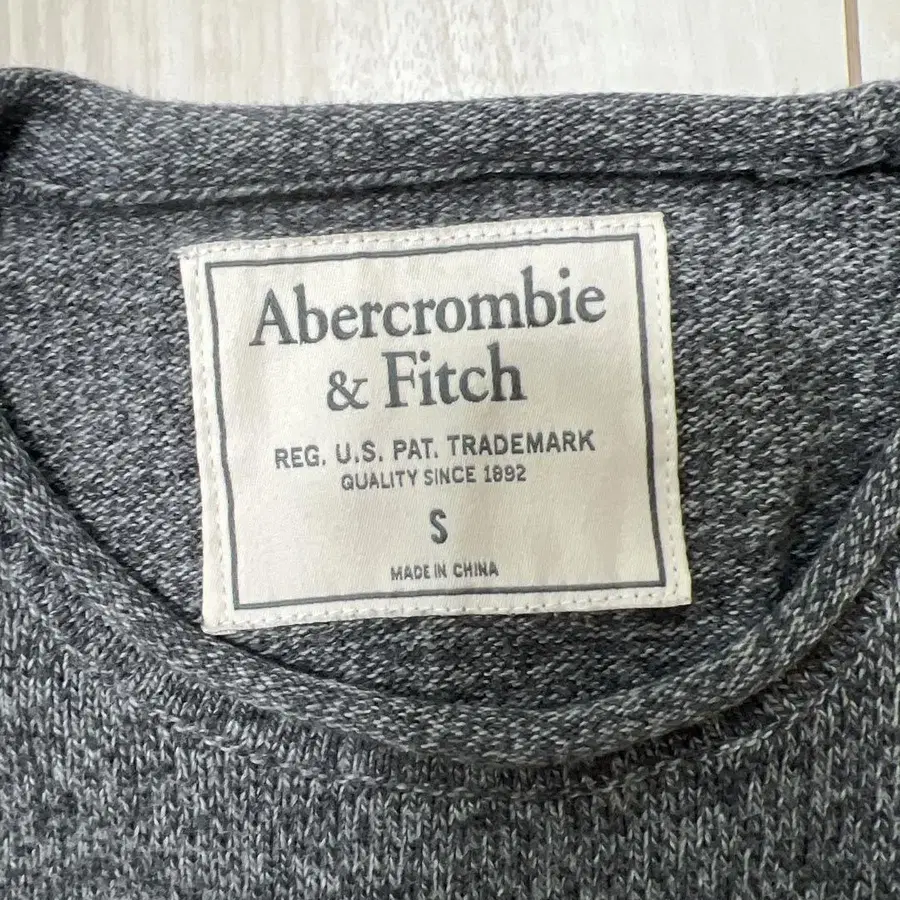 Abercrombie
& Fitch
REG. U.S. PAT. TRADEMARK
QUALITY SINCE 1892
S
MADE IN CHINA